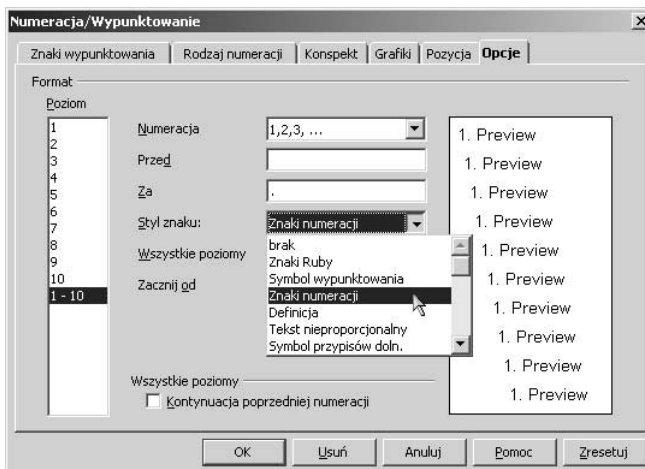 Numeracja/Wypunktowanie
Znaki wypunktowania Rodzaj numeracji Konspekt Grafiki Pozycja Opcje
Format
Poziom
1
2
3
4
5
6
7
8
9
10
1 - 10
Numeracja 1,2,3, ...
Przed
Za .
Styl znaku: Znaki numeracji
brak
Znaki Ruby
Symbol wypunktowania
Znaki numeracji
Definicja
Tekst nieproporcjonalny
Symbol przypisów doln.
Wszystkie poziomy
Zacznij od
1. Preview
1. Preview
1. Preview
1. Preview
1. Preview
1. Preview
1. Preview
1. Preview
1. Preview
1. Preview
Wszystkie poziomy
Kontynuacja poprzedniej numeracji
OK Usuń Anuluj Pomoc Zresetuj